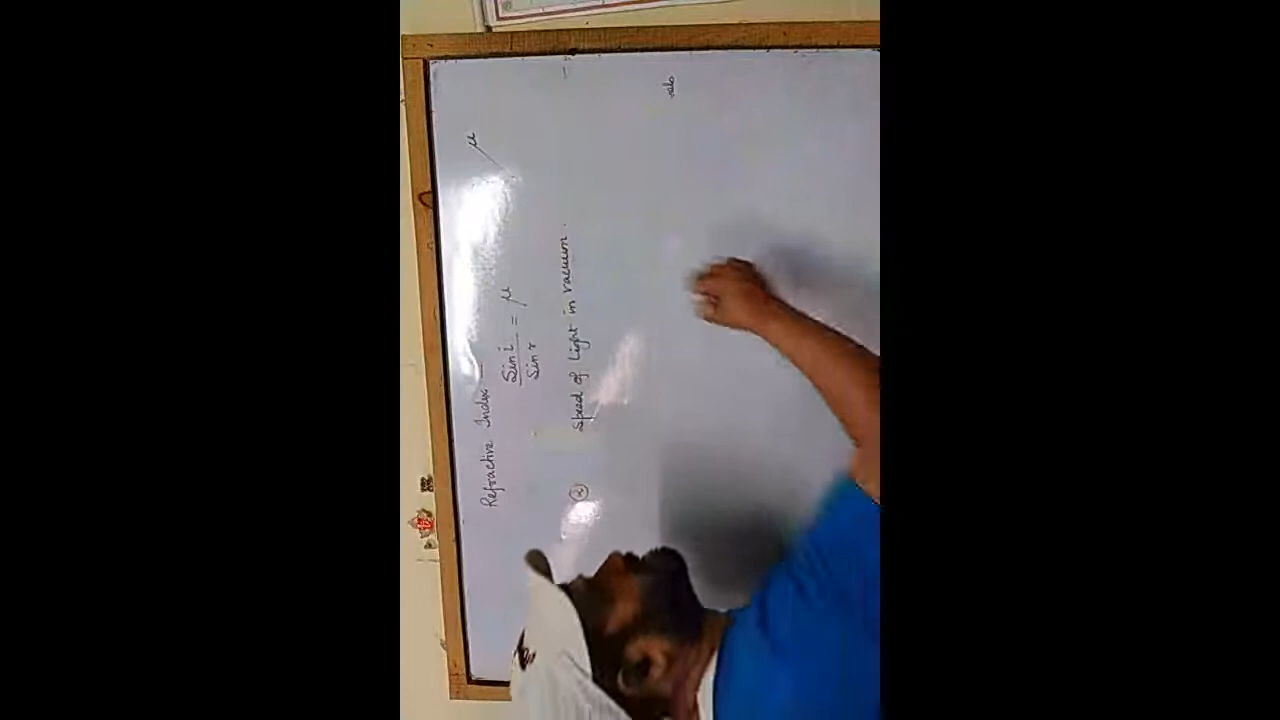 Refractive Index –
Sin i / Sin r = μ
μ
Speed of light in vacuum.